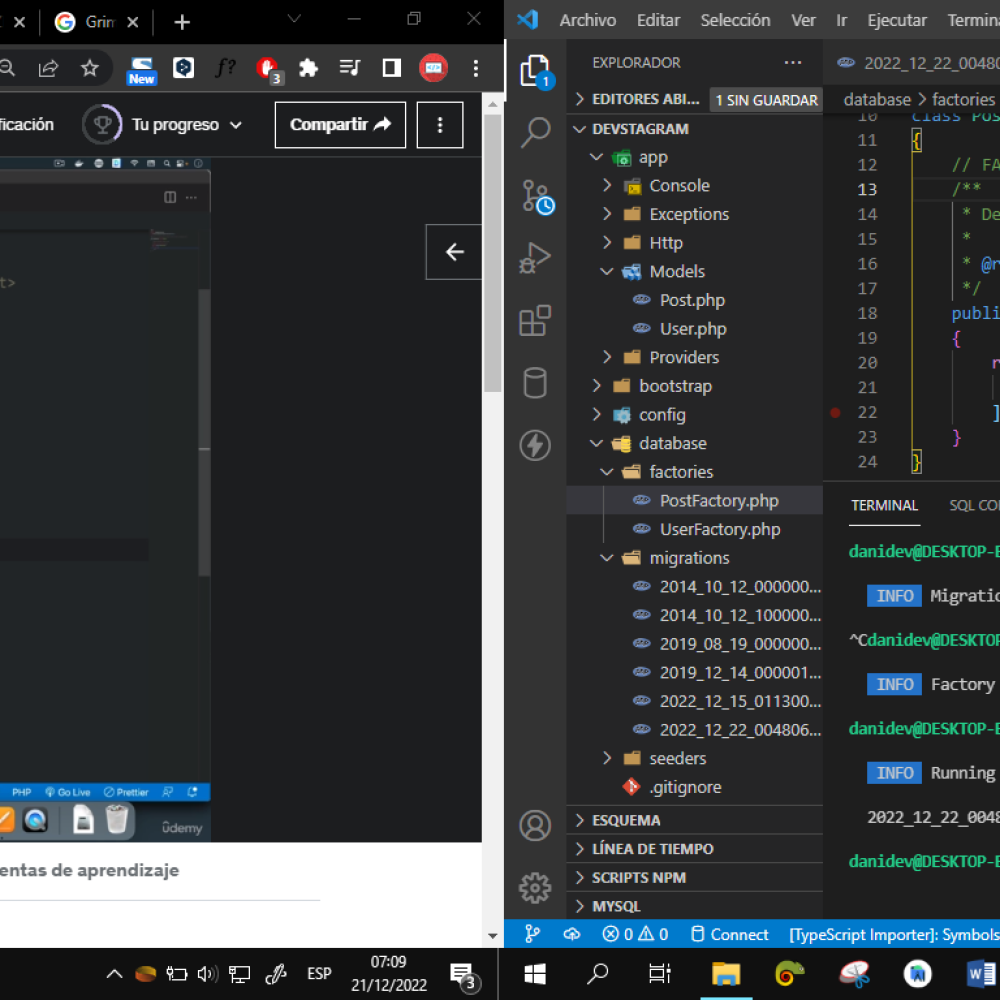 Grin
New
3
ficación
Tu progreso
Compartir
t>
PHP
Go Live
Prettier
ûdemy
entas de aprendizaje
ESP
07:09
21/12/2022
3
Archivo Editar Selección Ver Ir Ejecutar Termina
1
EXPLORADOR
EDITORES ABI... 1 SIN GUARDAR
DEVSTAGRAM
app
Console
Exceptions
Http
Models
Post.php
User.php
Providers
bootstrap
config
database
factories
PostFactory.php
UserFactory.php
migrations
2014_10_12_000000...
2014_10_12_100000...
2019_08_19_000000...
2019_12_14_000001...
2022_12_15_011300...
2022_12_22_004806...
seeders
.gitignore
ESQUEMA
LÍNEA DE TIEMPO
SCRIPTS NPM
MYSQL
2022_12_22_00480
database > factories
10 class Pos
11 {
12 // FA
13 /**
14 * De
15 *
16 * @r
17 */
18 publi
19 {
20 r
21
22 ]
23 }
24 }
TERMINAL SQL CO
danidev@DESKTOP-E
INFO Migratio
^Cdanidev@DESKTOP
INFO Factory
danidev@DESKTOP-E
INFO Running
2022_12_22_0048
danidev@DESKTOP-E
0 0 Connect [TypeScript Importer]: Symbols